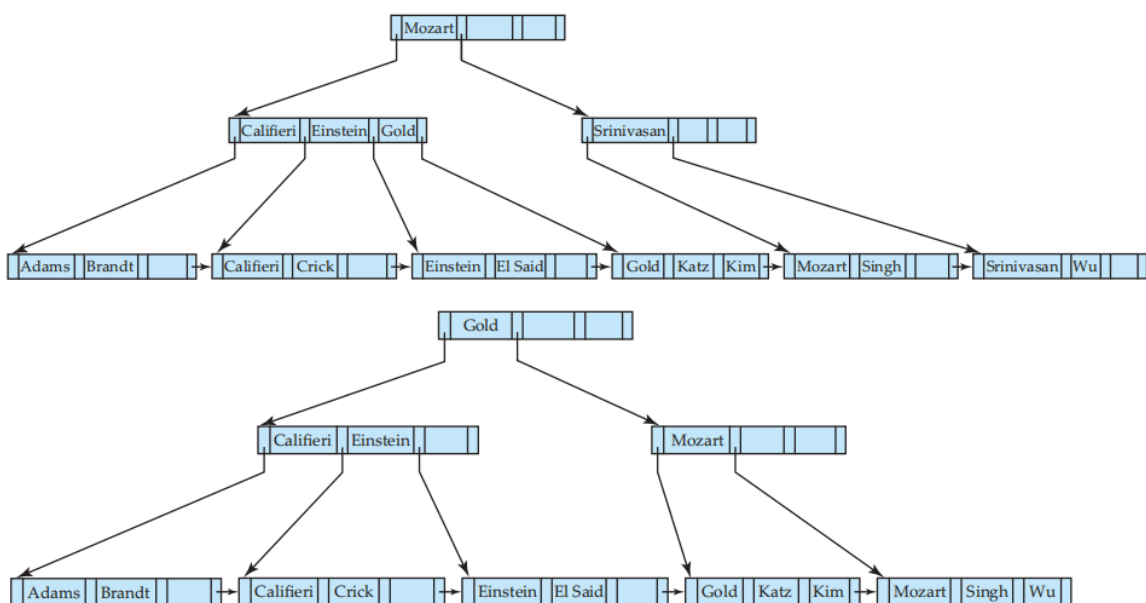 Mozart
Califieri Einstein Gold Srinivasan
Adams Brandt Califieri Crick Einstein El Said Gold Katz Kim Mozart Singh Srinivasan Wu
Gold
Califieri Einstein Mozart
Adams Brandt Califieri Crick Einstein El Said Gold Katz Kim Mozart Singh Wu